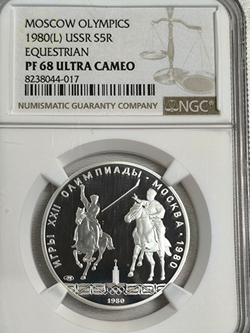 MOSCOW OLYMPICS
1980(L) USSR S5R
EQUESTRIAN
PF 68 ULTRA CAMEO
8238044-017
NUMISMATIC GUARANTY COMPANY
NGC
ИГРЫ XXII ОЛИМПИАДЫ • МОСКВА • 1980
1980